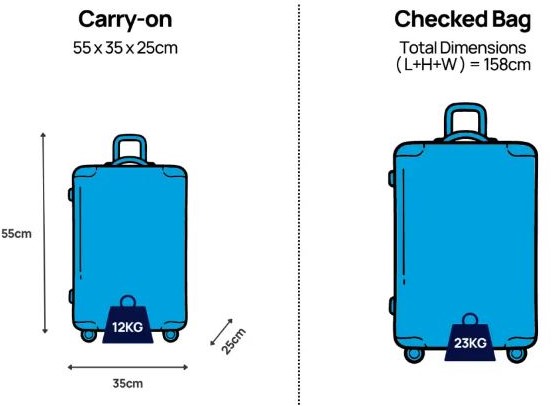 Carry-on
55 x 35 x 25cm
55cm
12KG
25cm
35cm
Checked Bag
Total Dimensions
( L+H+W ) = 158cm
23KG